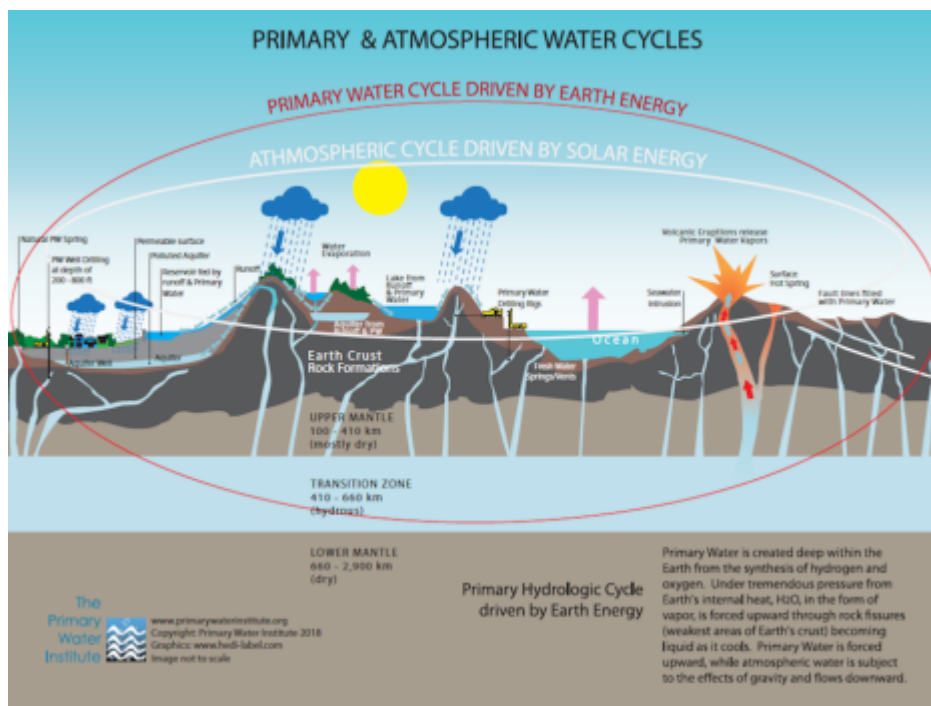 PRIMARY & ATMOSPHERIC WATER CYCLES
PRIMARY WATER CYCLE DRIVEN BY EARTH ENERGY
ATHMOSPHERIC CYCLE DRIVEN BY SOLAR ENERGY
Natural PW Spring
PW Well Drilling
at depth of
200 - 800 ft
Permeable surface
Polluted Aquifer
Reservoir fed by
runoff & Primary
Water
Runoff
Water
Evaporation
Lake from
Runoff
& Primary
Water
Primary Water
Drilling Rigs
Volcanic Eruptions release
Primary Water Vapors
Seawater
Intrusion
Surface
Hot Spring
Fault lines filled
with Primary Water
Aquifer Well
Aquifer
Aquifer from
Ocean
Earth Crust
Rock Formations
Fresh Water
Springs/Vents
UPPER MANTLE
100 - 410 km
(mostly dry)
TRANSITION ZONE
410 - 660 km
(hydrous)
LOWER MANTLE
660 - 2,900 km
(dry)
Primary Hydrologic Cycle
driven by Earth Energy
Primary Water is created deep within the
Earth from the synthesis of hydrogen and
oxygen. Under tremendous pressure from
Earth's internal heat, H2O, in the form of
vapor, is forced upward through rock fissures
(weakest areas of Earth's crust) becoming
liquid as it cools. Primary Water is forced
upward, while atmospheric water is subject
to the effects of gravity and flows downward.
The
Primary
Water
Institute
www.primarywaterinstitute.org
Copyright: Primary Water Institute 2018
Graphics: www.hedi-label.com
Image not to scale